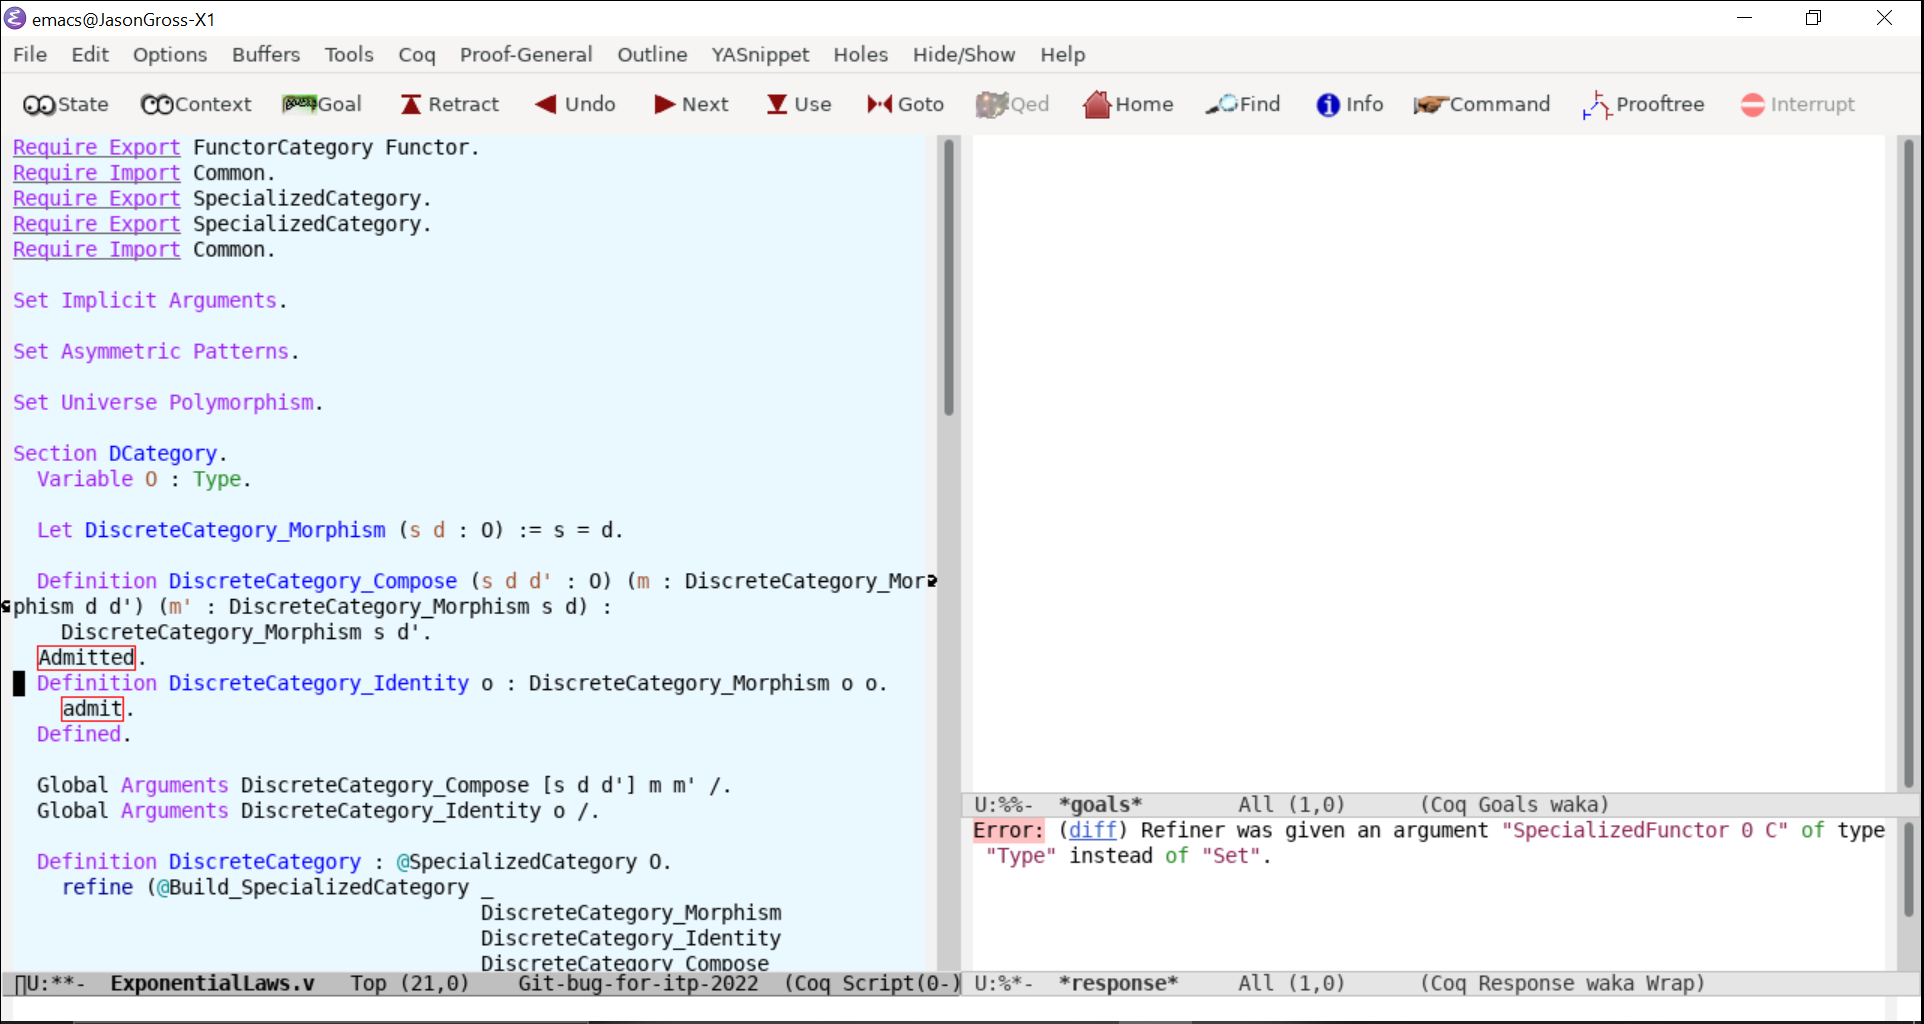 emacs@JasonGross-X1
File Edit Options Buffers Tools Coq Proof-General Outline YASnippet Holes Hide/Show Help
State Context Goal Retract Undo Next Use Goto Qed Home Find Info Command Prooftree Interrupt
Require Export FunctorCategory Functor.
Require Import Common.
Require Export SpecializedCategory.
Require Export SpecializedCategory.
Require Import Common.
Set Implicit Arguments.
Set Asymmetric Patterns.
Set Universe Polymorphism.
Section DCategory.
Variable O : Type.
Let DiscreteCategory_Morphism (s d : O) := s = d.
Definition DiscreteCategory_Compose (s d d' : O) (m : DiscreteCategory_Mor
phism d d') (m' : DiscreteCategory_Morphism s d) :
DiscreteCategory_Morphism s d'.
Admitted.
Definition DiscreteCategory_Identity o : DiscreteCategory_Morphism o o.
admit.
Defined.
Global Arguments DiscreteCategory_Compose [s d d'] m m' /.
Global Arguments DiscreteCategory_Identity o /.
Definition DiscreteCategory : @SpecializedCategory O.
refine (@Build_SpecializedCategory _
DiscreteCategory_Morphism
DiscreteCategory_Identity
DiscreteCategory_Compose
U:**- ExponentialLaws.v Top (21,0) Git-bug-for-itp-2022 (Coq Script(0-)
U:%%- *goals* All (1,0) (Coq Goals waka)
Error: (diff) Refiner was given an argument "SpecializedFunctor 0 C" of type
"Type" instead of "Set".
U:%*- *response* All (1,0) (Coq Response waka Wrap)